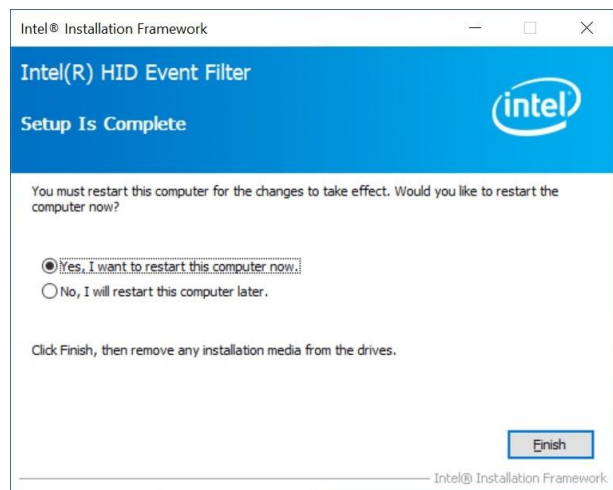 Intel® Installation Framework
Intel(R) HID Event Filter
intel
Setup Is Complete
You must restart this computer for the changes to take effect. Would you like to restart the
computer now?
Yes, I want to restart this computer now.
No, I will restart this computer later.
Click Finish, then remove any installation media from the drives.
Finish
Intel® Installation Framework